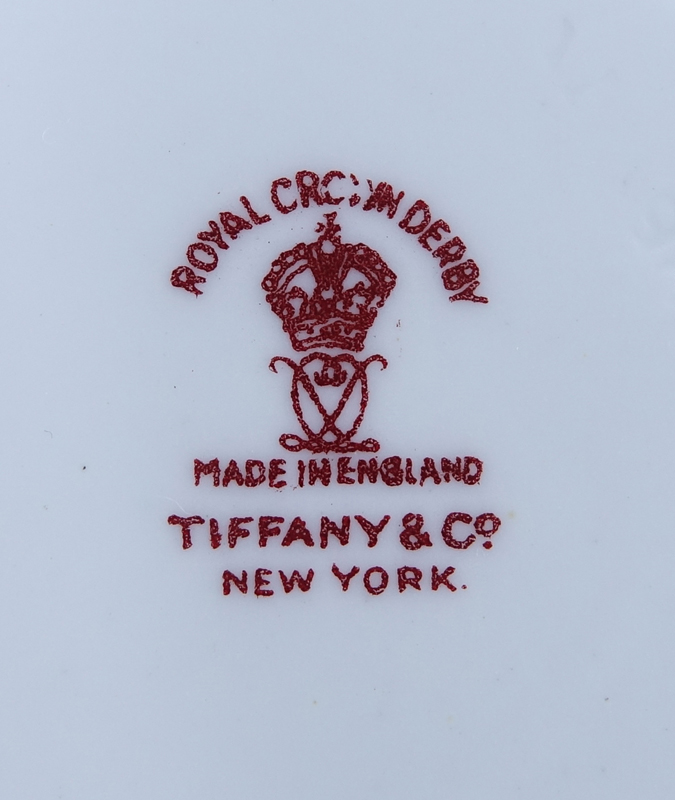 ROYAL CROWN DERBY
MADE IN ENGLAND
TIFFANY & Cº
NEW YORK.